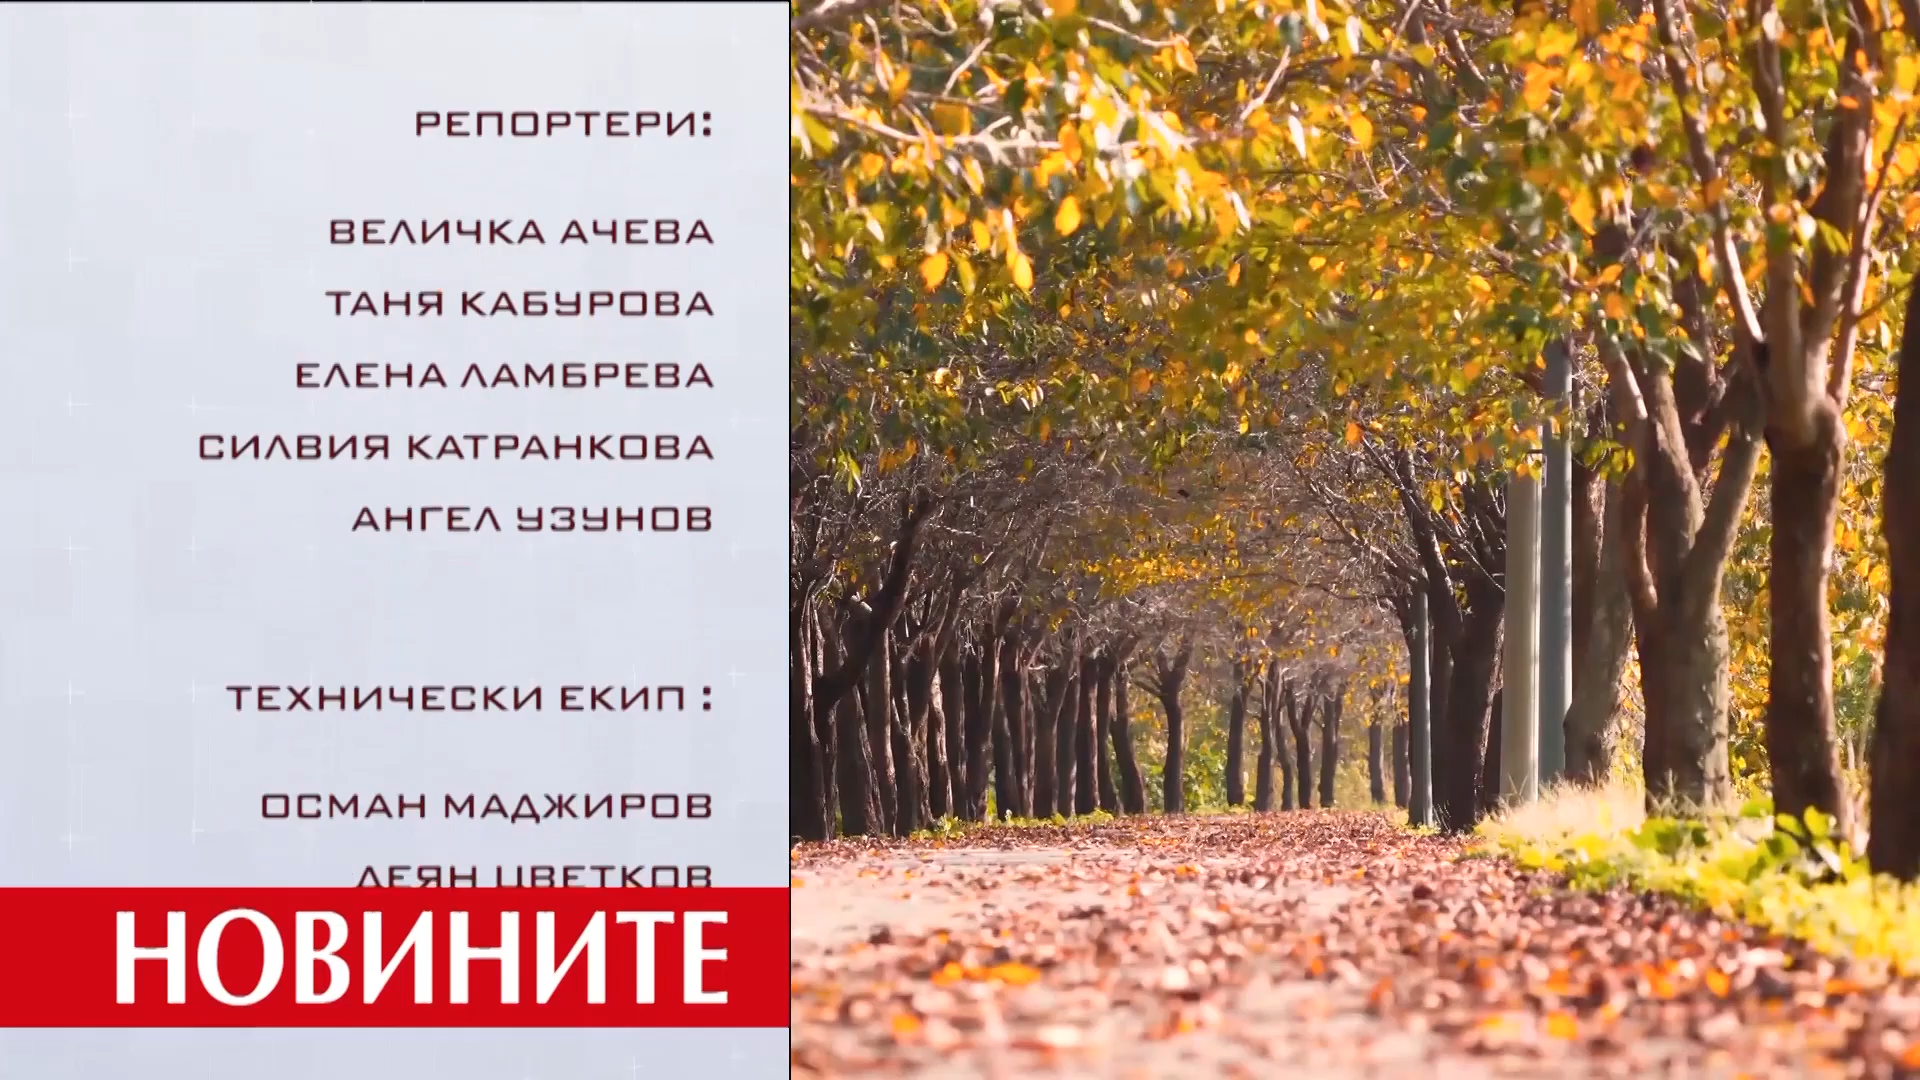 РЕПОРТЕРИ:
ВЕЛИЧКА АЧЕВА
ТАНЯ КАБУРОВА
ЕЛЕНА ЛАМБРЕВА
СИЛВИЯ КАТРАНКОВА
АНГЕЛ УЗУНОВ
ТЕХНИЧЕСКИ ЕКИП :
ОСМАН МАДЖИРОВ
ДЕЯН ЦВЕТКОВ
НОВИНИТЕ